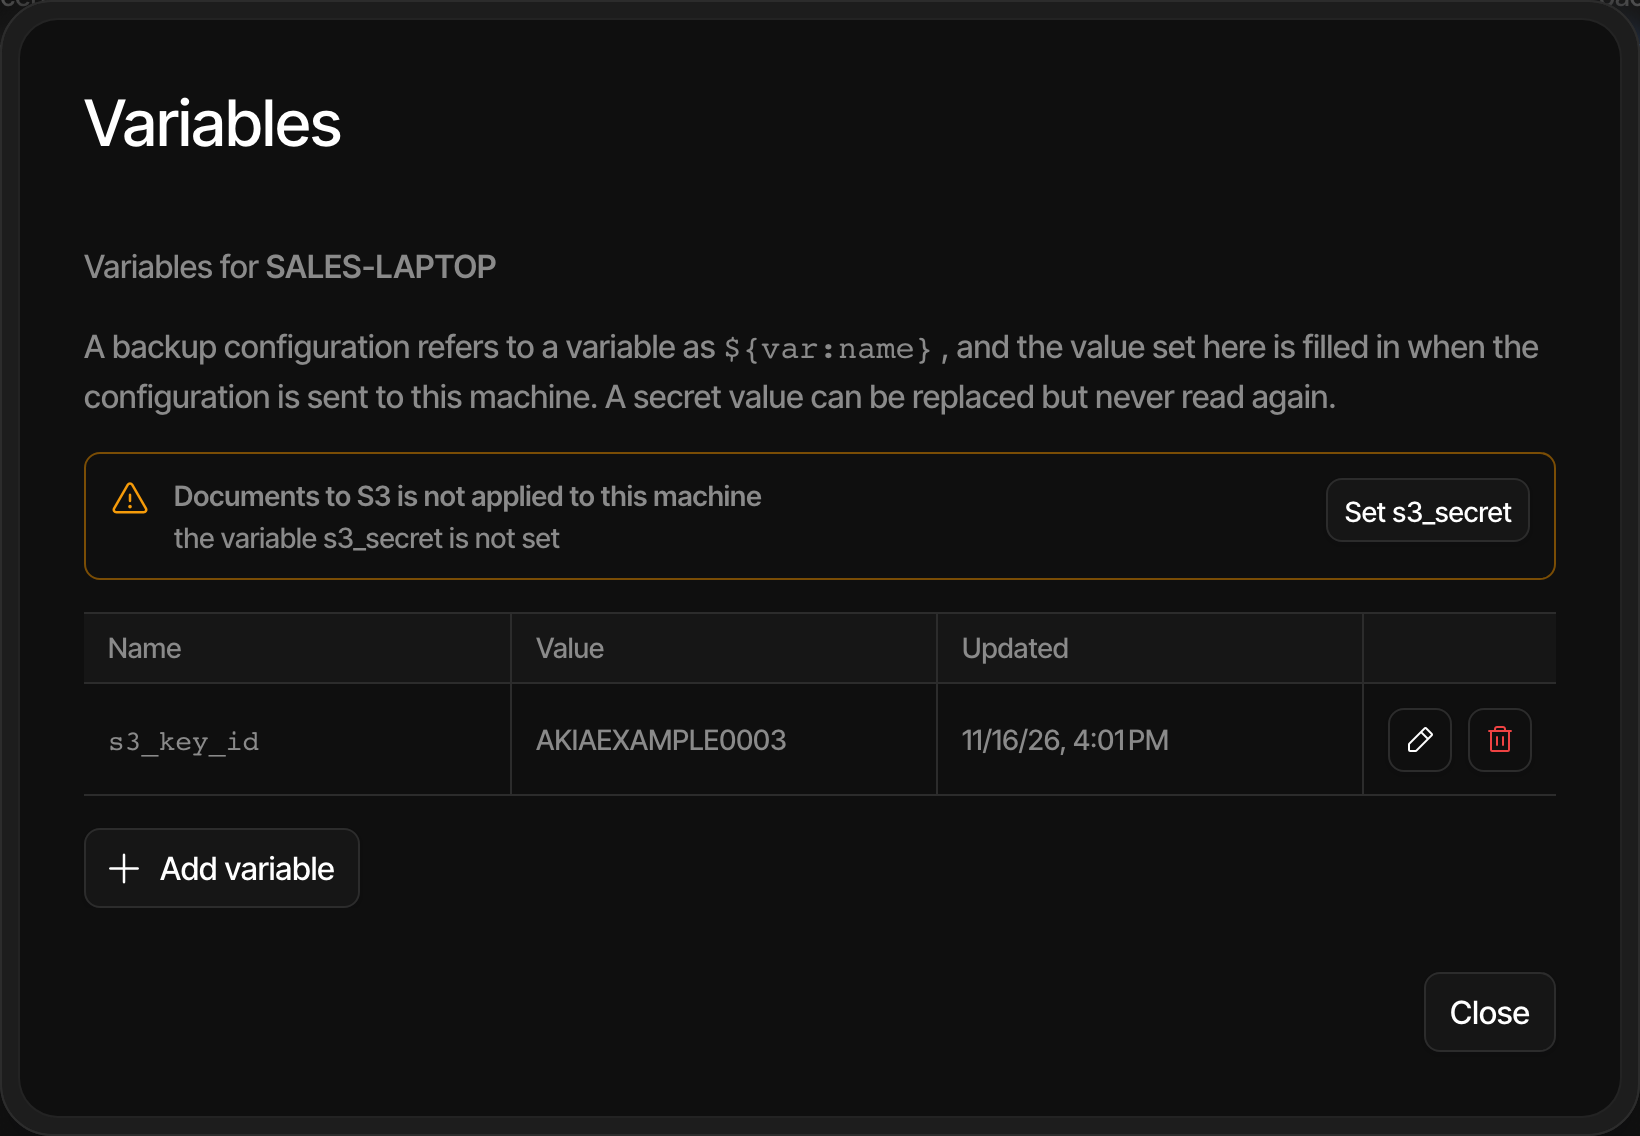 Variables
Variables for SALES-LAPTOP
A backup configuration refers to a variable as ${var:name} , and the value set here is filled in when the
configuration is sent to this machine. A secret value can be replaced but never read again.
Documents to S3 is not applied to this machine
the variable s3_secret is not set
Set s3_secret
Name Value Updated
s3_key_id AKIAEXAMPLE0003 11/16/26, 4:01 PM
Add variable
Close